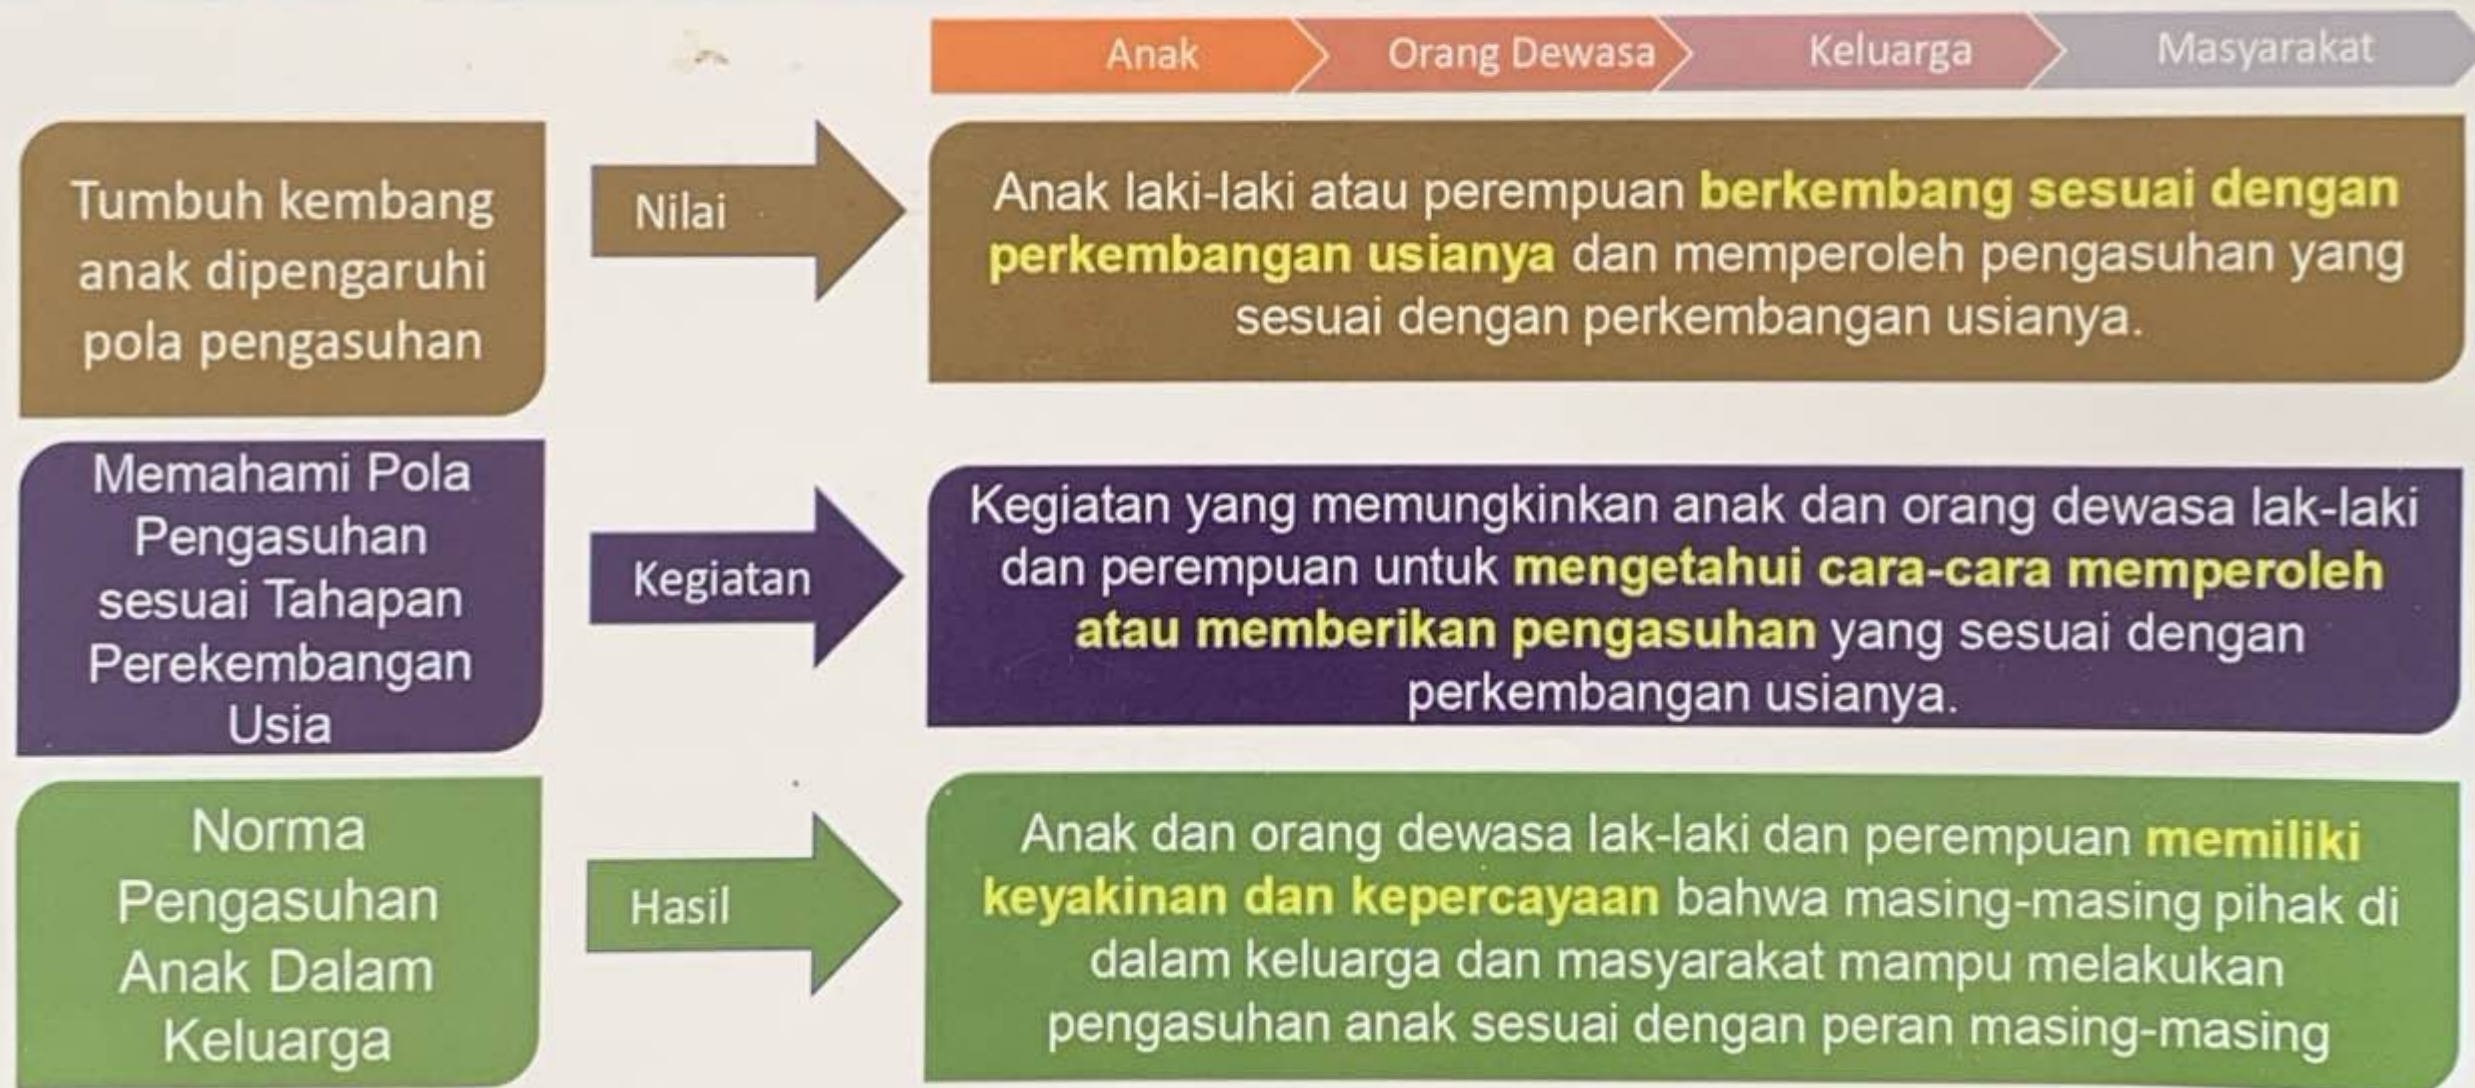 Anak
Orang Dewasa
Keluarga
Masyarakat
Tumbuh kembang
anak dipengaruhi
pola pengasuhan
Nilai
Anak laki-laki atau perempuan berkembang sesuai dengan
perkembangan usianya dan memperoleh pengasuhan yang
sesuai dengan perkembangan usianya.
Memahami Pola
Pengasuhan
sesuai Tahapan
Perekembangan
Usia
Kegiatan
Kegiatan yang memungkinkan anak dan orang dewasa lak-laki
dan perempuan untuk mengetahui cara-cara memperoleh
atau memberikan pengasuhan yang sesuai dengan
perkembangan usianya.
Norma
Pengasuhan
Anak Dalam
Keluarga
Hasil
Anak dan orang dewasa lak-laki dan perempuan memiliki
keyakinan dan kepercayaan bahwa masing-masing pihak di
dalam keluarga dan masyarakat mampu melakukan
pengasuhan anak sesuai dengan peran masing-masing